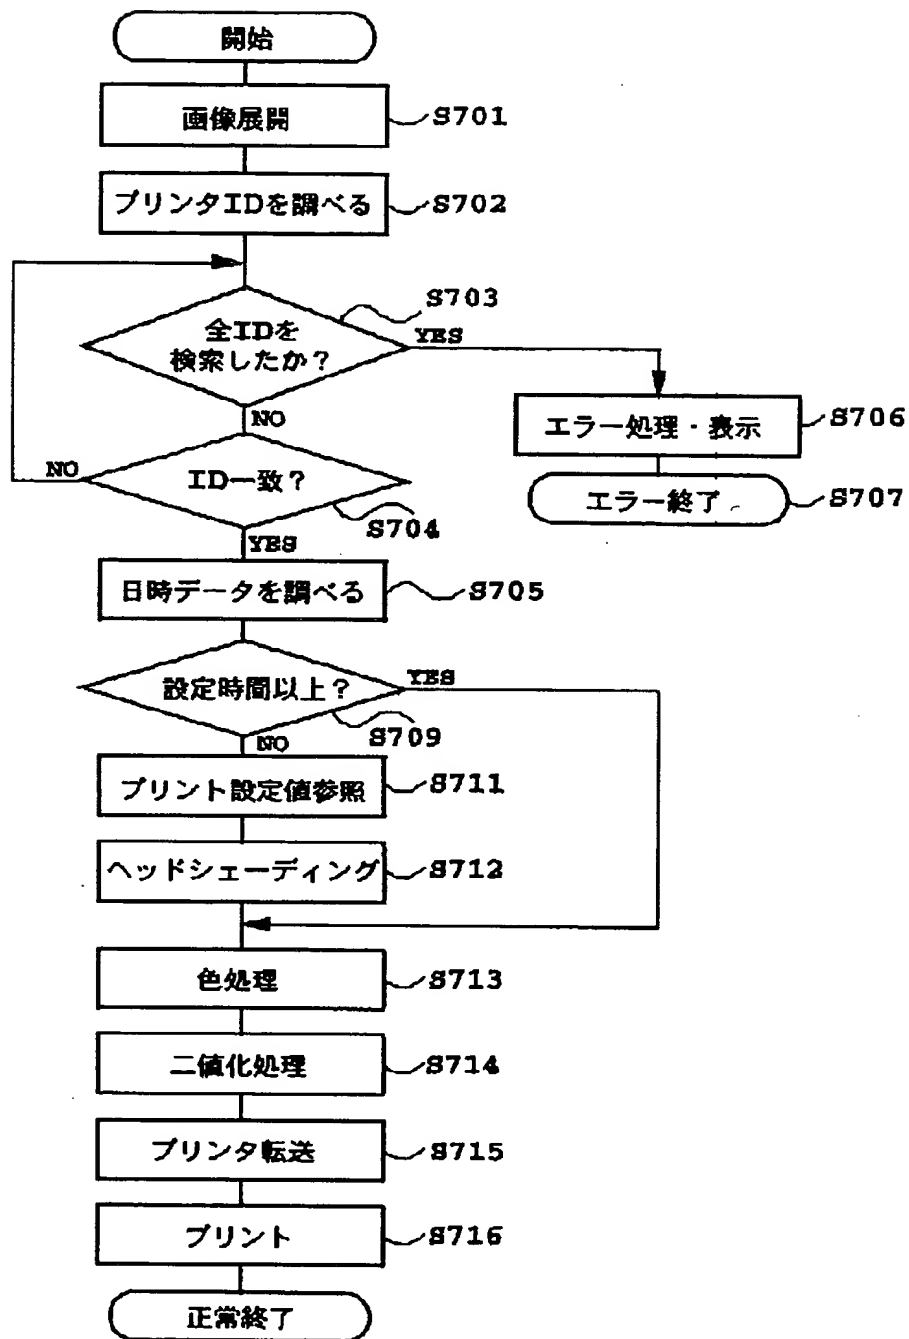 開始
画像展開
S701
プリンタIDを調べる
S702
S703
全IDを
検索したか?
YES
NO
エラー処理・表示
S706
ID一致?
NO
S704
YES
エラー終了
S707
日時データを調べる
S705
設定時間以上?
YES
S709
NO
プリント設定値参照
S711
ヘッドシェーディング
S712
色処理
S713
二値化処理
S714
プリンタ転送
S715
プリント
S716
正常終了